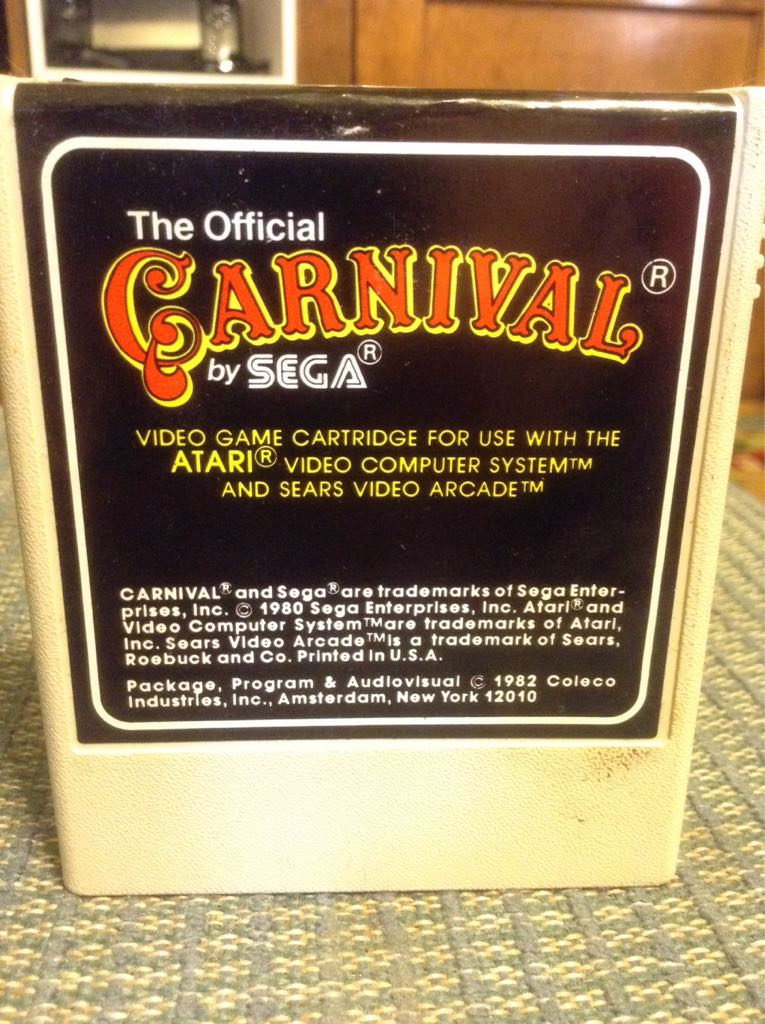 The Official
CARNIVAL®
by SEGA®
VIDEO GAME CARTRIDGE FOR USE WITH THE
ATARI® VIDEO COMPUTER SYSTEM™
AND SEARS VIDEO ARCADE™
CARNIVAL® and Sega® are trademarks of Sega Enter-
prises, Inc. © 1980 Sega Enterprises, Inc. Atari® and
Video Computer System™ are trademarks of Atari,
Inc. Sears Video Arcade™ is a trademark of Sears,
Roebuck and Co. Printed in U.S.A.
Package, Program & Audiovisual © 1982 Coleco
Industries, Inc., Amsterdam, New York 12010